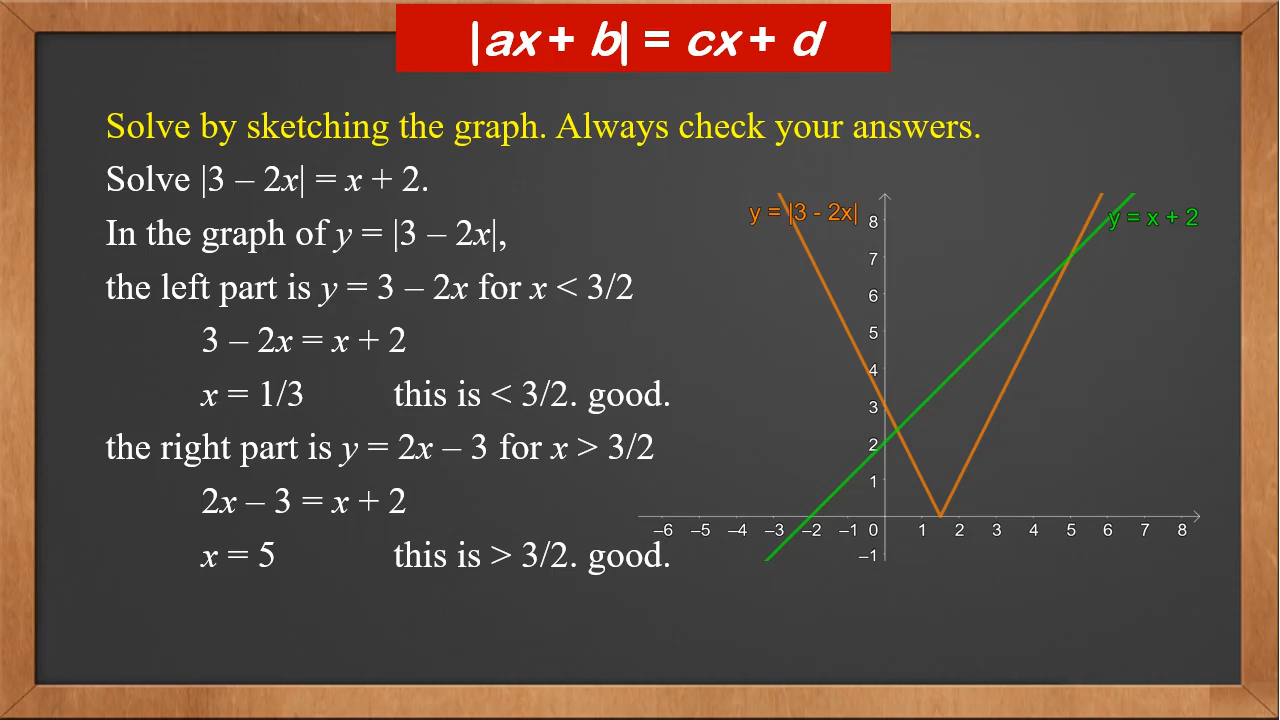 |ax + b| = cx + d
Solve by sketching the graph. Always check your answers.
Solve |3 – 2x| = x + 2.
In the graph of y = |3 – 2x|,
the left part is y = 3 – 2x for x < 3/2
3 – 2x = x + 2
x = 1/3 this is < 3/2. good.
the right part is y = 2x – 3 for x > 3/2
2x – 3 = x + 2
x = 5 this is > 3/2. good.
y = |3 - 2x|
y = x + 2
8
7
6
5
4
3
2
1
–6 –5 –4 –3 –2 –1 0 1 2 3 4 5 6 7 8
–1